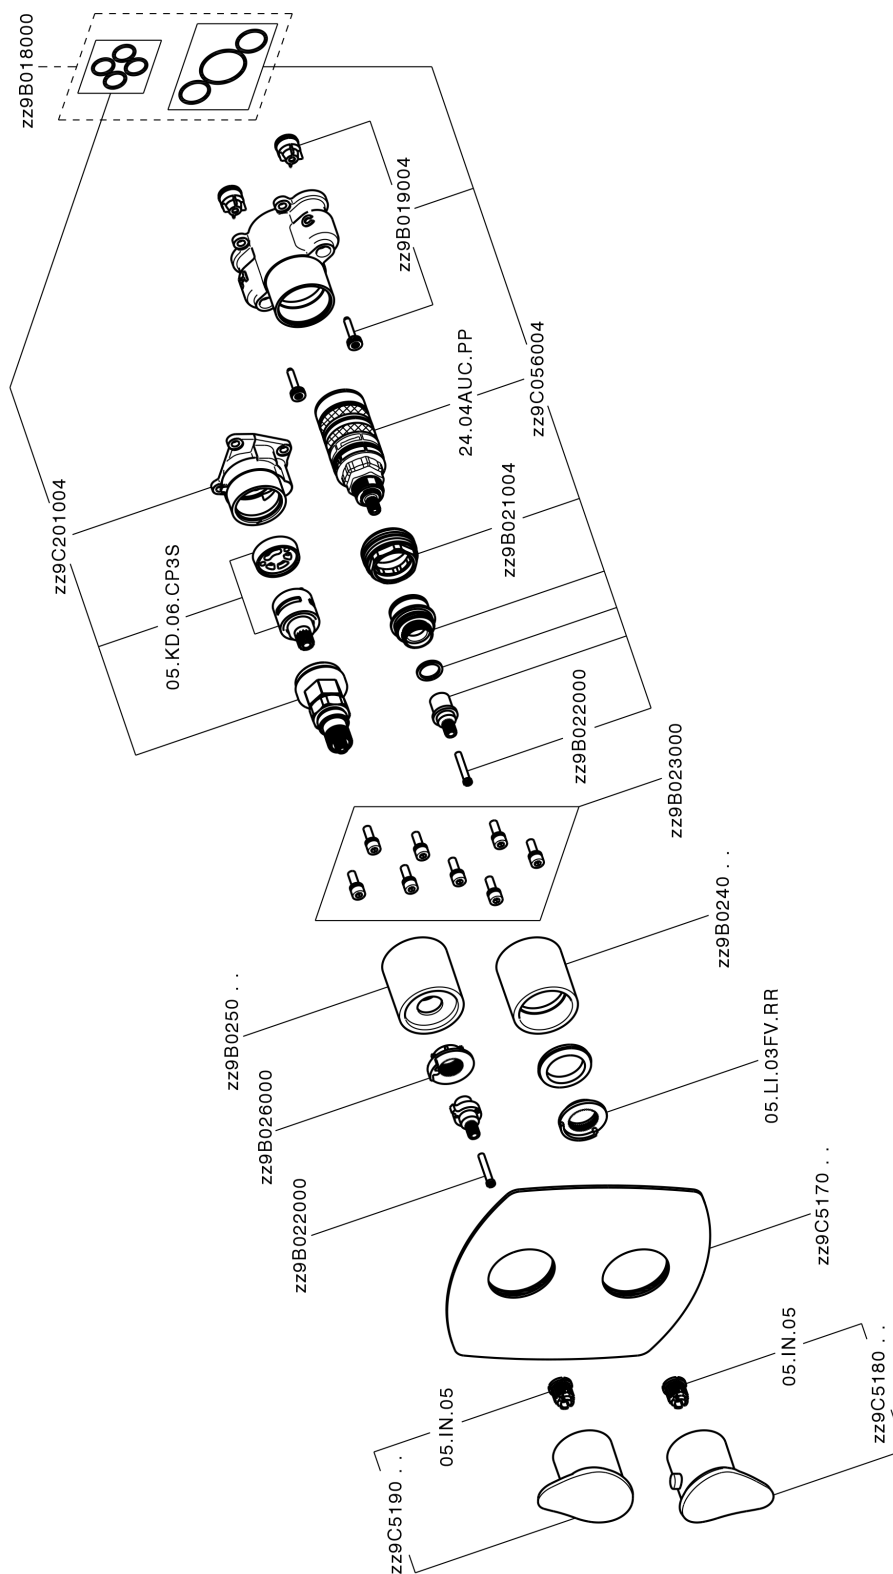 zz9B018000
zz9B019004
24.04AUC.PP
zz9C056004
zz9B021004
zz9C201004
05.KD.06.CP3S
zz9B022000
zz9B023000
zz9B0240 . .
zz9B0250 . .
05.LI.03FV.RR
zz9B026000
zz9B022000
zz9C5170 . .
05.IN.05
zz9C5180 . .
05.IN.05
zz9C5190 . .